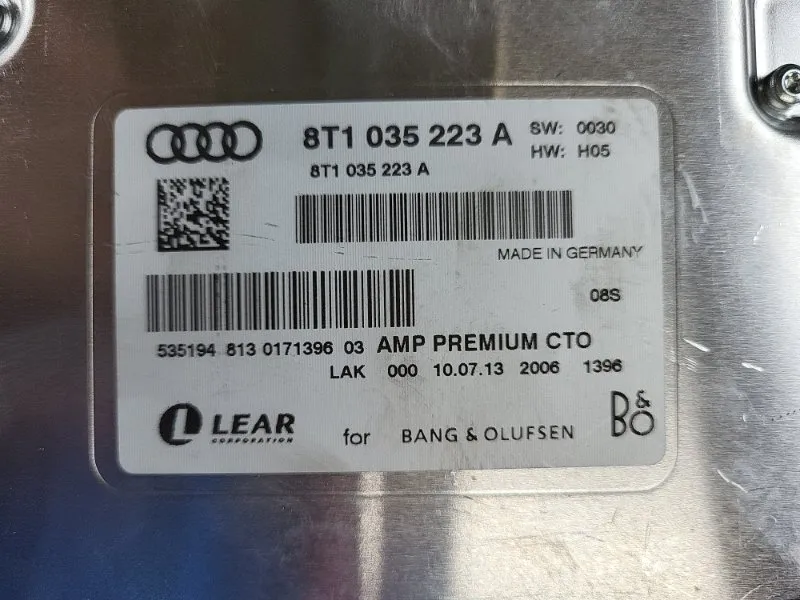 8T1 035 223 A SW: 0030
HW: H05
8T1 035 223 A
MADE IN GERMANY
08S
535194 813 0171396 03 AMP PREMIUM CTO
LAK 000 10.07.13 2006 1396
L LEAR
CORPORATION
for BANG & OLUFSEN
B&O